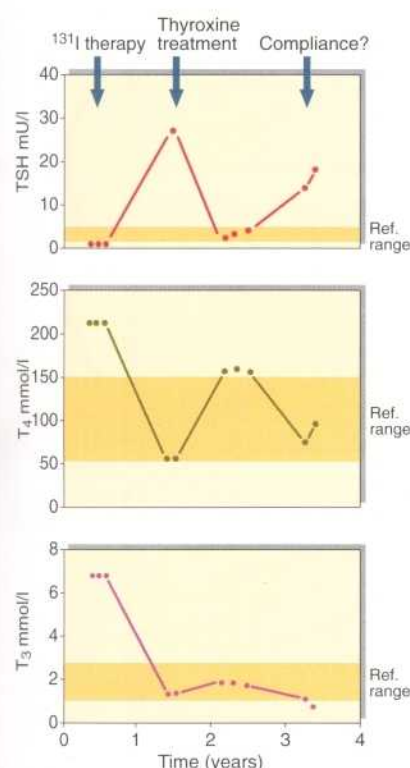 Thyroxine
¹³¹I therapy treatment Compliance?
40
30
20
10
0
TSH mU/l
Ref.
range
250
200
150
100
50
0
T₄ mmol/l
Ref.
range
8
6
4
2
0
T₃ mmol/l
Ref.
range
0 1 2 3 4
Time (years)